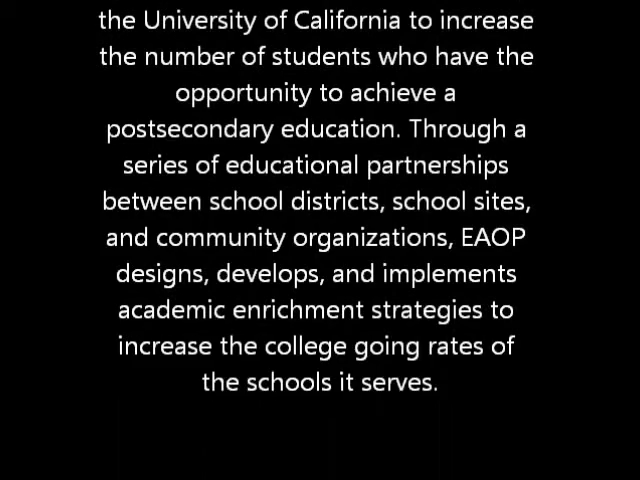 the University of California to increase
the number of students who have the
opportunity to achieve a
postsecondary education. Through a
series of educational partnerships
between school districts, school sites,
and community organizations, EAOP
designs, develops, and implements
academic enrichment strategies to
increase the college going rates of
the schools it serves.